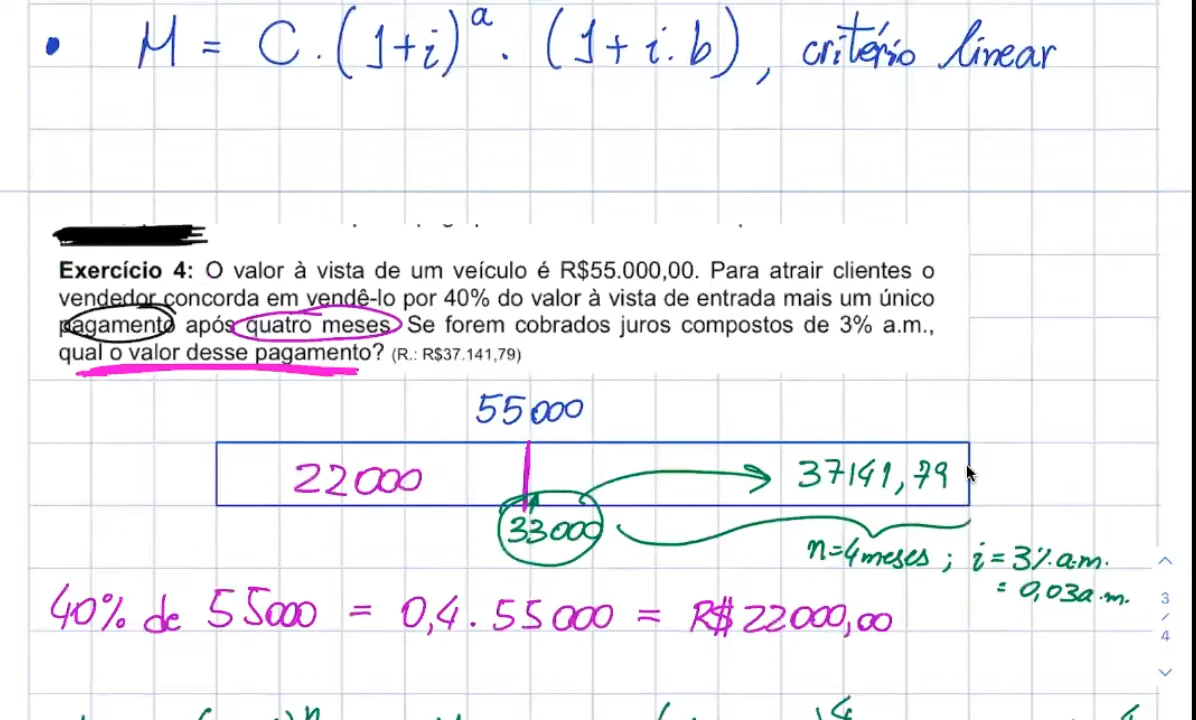 • M = C . (1+i)^a . (1+i.b), critério linear
Exercício 4: O valor à vista de um veículo é R$55.000,00. Para atrair clientes o
vendedor concorda em vendê-lo por 40% do valor à vista de entrada mais um único
pagamento após quatro meses. Se forem cobrados juros compostos de 3% a.m.,
qual o valor desse pagamento? (R.: R$37.141,79)
55000
22000
37141,79
33000
n=4meses ; i = 3% a.m.
= 0,03a.m.
40% de 55000 = 0,4 . 55000 = R$22000,00
3
/
4